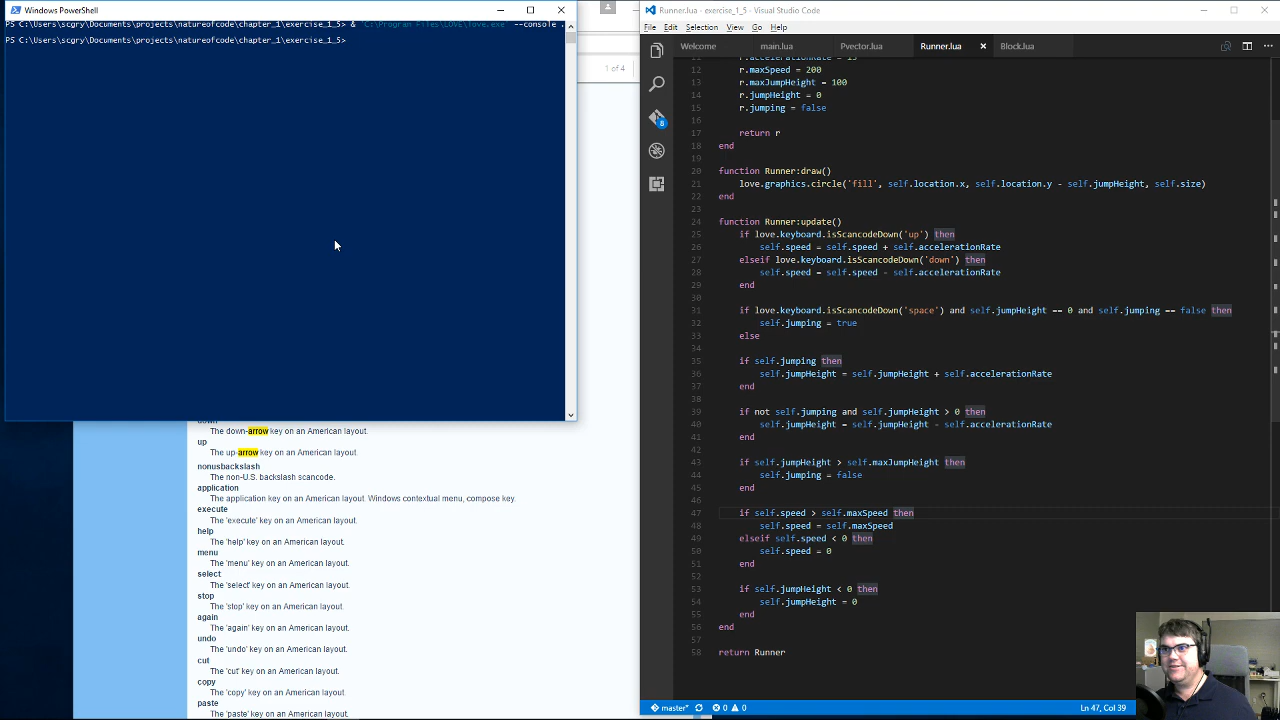 Windows PowerShell
PS C:\Users\scgry\Documents\projects\natureofcode\chapter_1\exercise_1_5> & 'C:\Program Files\LOVE\love.exe' --console .
PS C:\Users\scgry\Documents\projects\natureofcode\chapter_1\exercise_1_5>
1 of 4
down
The down-arrow key on an American layout.
up
The up-arrow key on an American layout.
nonusbackslash
The non-U.S. backslash scancode.
application
The application key on an American layout. Windows contextual menu, compose key.
execute
The 'execute' key on an American layout.
help
The 'help' key on an American layout.
menu
The 'menu' key on an American layout.
select
The 'select' key on an American layout.
stop
The 'stop' key on an American layout.
again
The 'again' key on an American layout.
undo
The 'undo' key on an American layout.
cut
The 'cut' key on an American layout.
copy
The 'copy' key on an American layout.
paste
The 'paste' key on an American layout.
Runner.lua - exercise_1_5 - Visual Studio Code
File Edit Selection View Go Help
Welcome main.lua Pvector.lua Runner.lua Block.lua
8
11 r.accelerationRate = 15
12 r.maxSpeed = 200
13 r.maxJumpHeight = 100
14 r.jumpHeight = 0
15 r.jumping = false
16
17 return r
18 end
19
20 function Runner:draw()
21 love.graphics.circle('fill', self.location.x, self.location.y - self.jumpHeight, self.size)
22 end
23
24 function Runner:update()
25 if love.keyboard.isScancodeDown('up') then
26 self.speed = self.speed + self.accelerationRate
27 elseif love.keyboard.isScancodeDown('down') then
28 self.speed = self.speed - self.accelerationRate
29 end
30
31 if love.keyboard.isScancodeDown('space') and self.jumpHeight == 0 and self.jumping == false then
32 self.jumping = true
33 else
34
35 if self.jumping then
36 self.jumpHeight = self.jumpHeight + self.accelerationRate
37 end
38
39 if not self.jumping and self.jumpHeight > 0 then
40 self.jumpHeight = self.jumpHeight - self.accelerationRate
41 end
42
43 if self.jumpHeight > self.maxJumpHeight then
44 self.jumping = false
45 end
46
47 if self.speed > self.maxSpeed then
48 self.speed = self.maxSpeed
49 elseif self.speed < 0 then
50 self.speed = 0
51 end
52
53 if self.jumpHeight < 0 then
54 self.jumpHeight = 0
55 end
56 end
57
58 return Runner
master* 0 0 Ln 47, Col 39